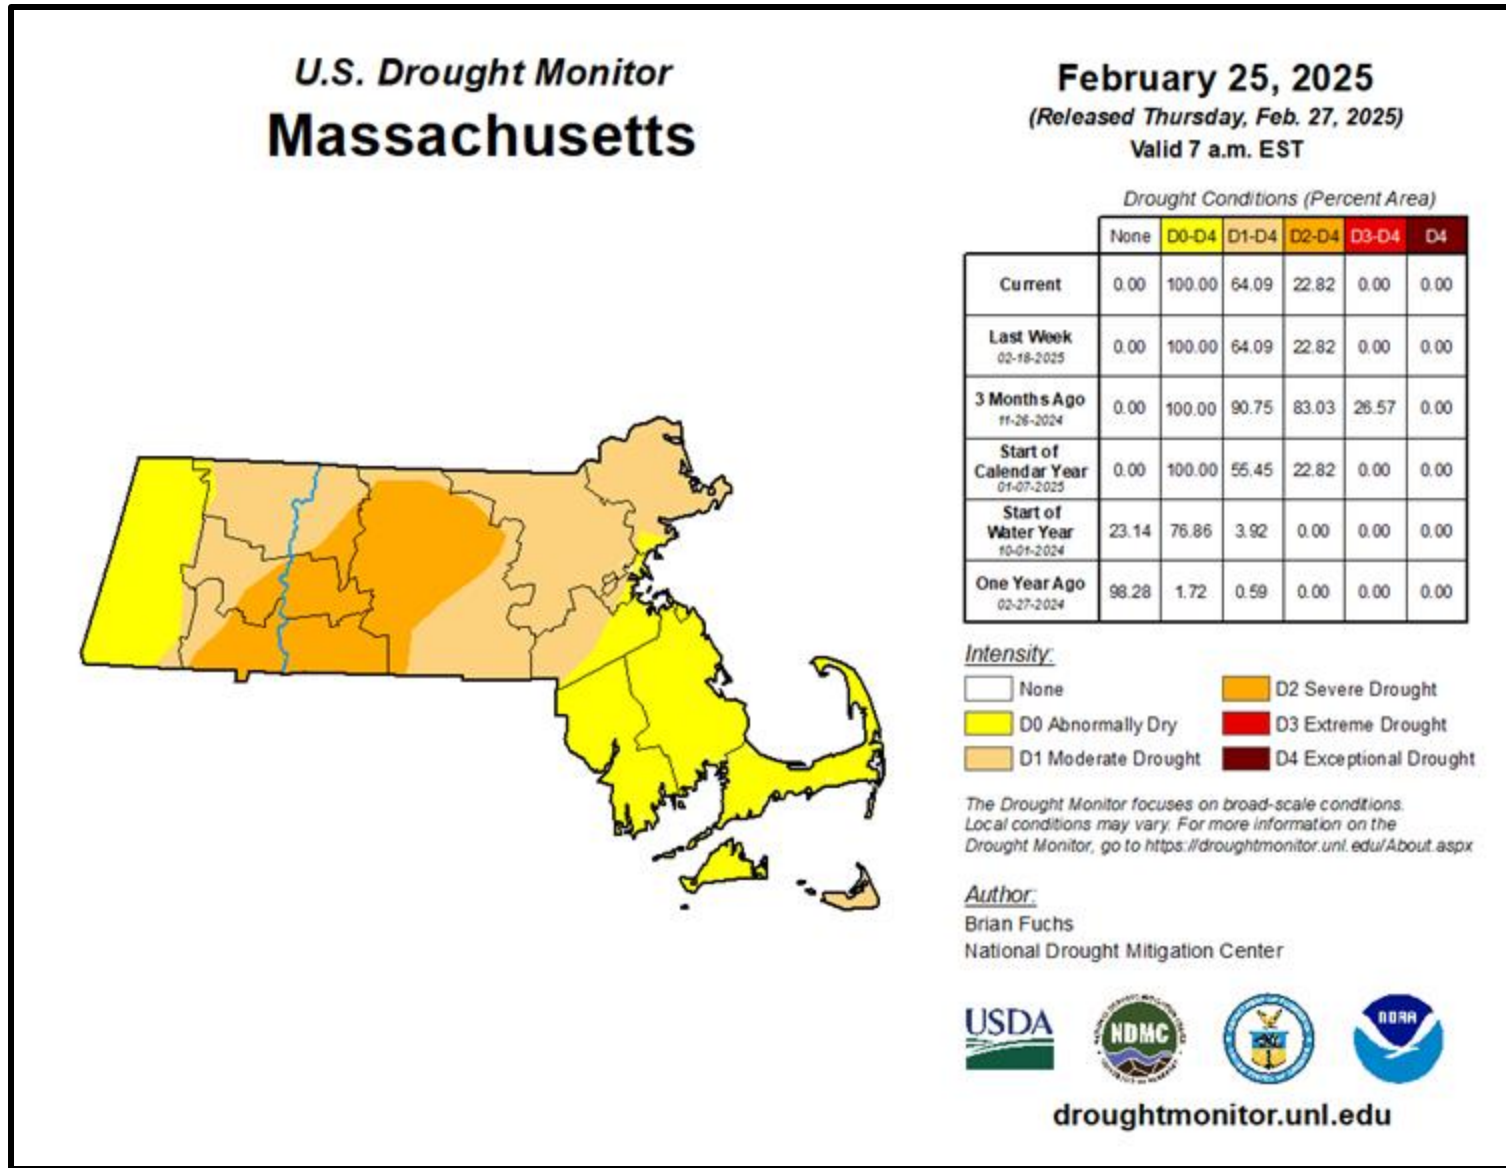 U.S. Drought Monitor
Massachusetts
February 25, 2025
(Released Thursday, Feb. 27, 2025)
Valid 7 a.m. EST
Drought Conditions (Percent Area)
None D0-D4 D1-D4 D2-D4 D3-D4 D4
Current 0.00 100.00 64.09 22.82 0.00 0.00
Last Week
02-18-2025 0.00 100.00 64.09 22.82 0.00 0.00
3 Months Ago
11-26-2024 0.00 100.00 90.75 83.03 26.57 0.00
Start of
Calendar Year
01-07-2025 0.00 100.00 55.45 22.82 0.00 0.00
Start of
Water Year
10-01-2024 23.14 76.86 3.92 0.00 0.00 0.00
One Year Ago
02-27-2024 98.28 1.72 0.59 0.00 0.00 0.00
Intensity:
None
D0 Abnormally Dry
D1 Moderate Drought
D2 Severe Drought
D3 Extreme Drought
D4 Exceptional Drought
The Drought Monitor focuses on broad-scale conditions.
Local conditions may vary. For more information on the
Drought Monitor, go to https://droughtmonitor.unl.edu/About.aspx
Author:
Brian Fuchs
National Drought Mitigation Center
USDA
NDMC
NOAA
droughtmonitor.unl.edu